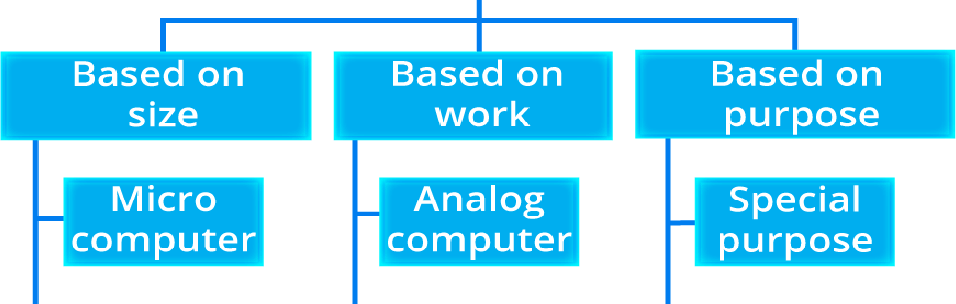 Based on
size
Based on
work
Based on
purpose
Micro
computer
Analog
computer
Special
purpose